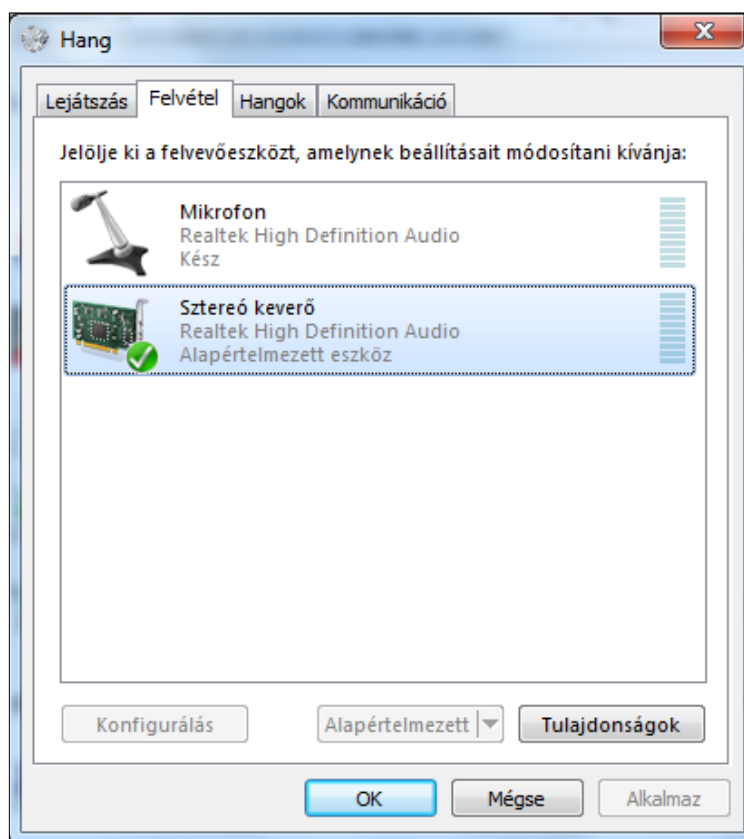 Hang
Lejátszás Felvétel Hangok Kommunikáció
Jelölje ki a felvevőeszközt, amelynek beállításait módosítani kívánja:
Mikrofon
Realtek High Definition Audio
Kész
Sztereó keverő
Realtek High Definition Audio
Alapértelmezett eszköz
Konfigurálás Alapértelmezett Tulajdonságok
OK Mégse Alkalmaz